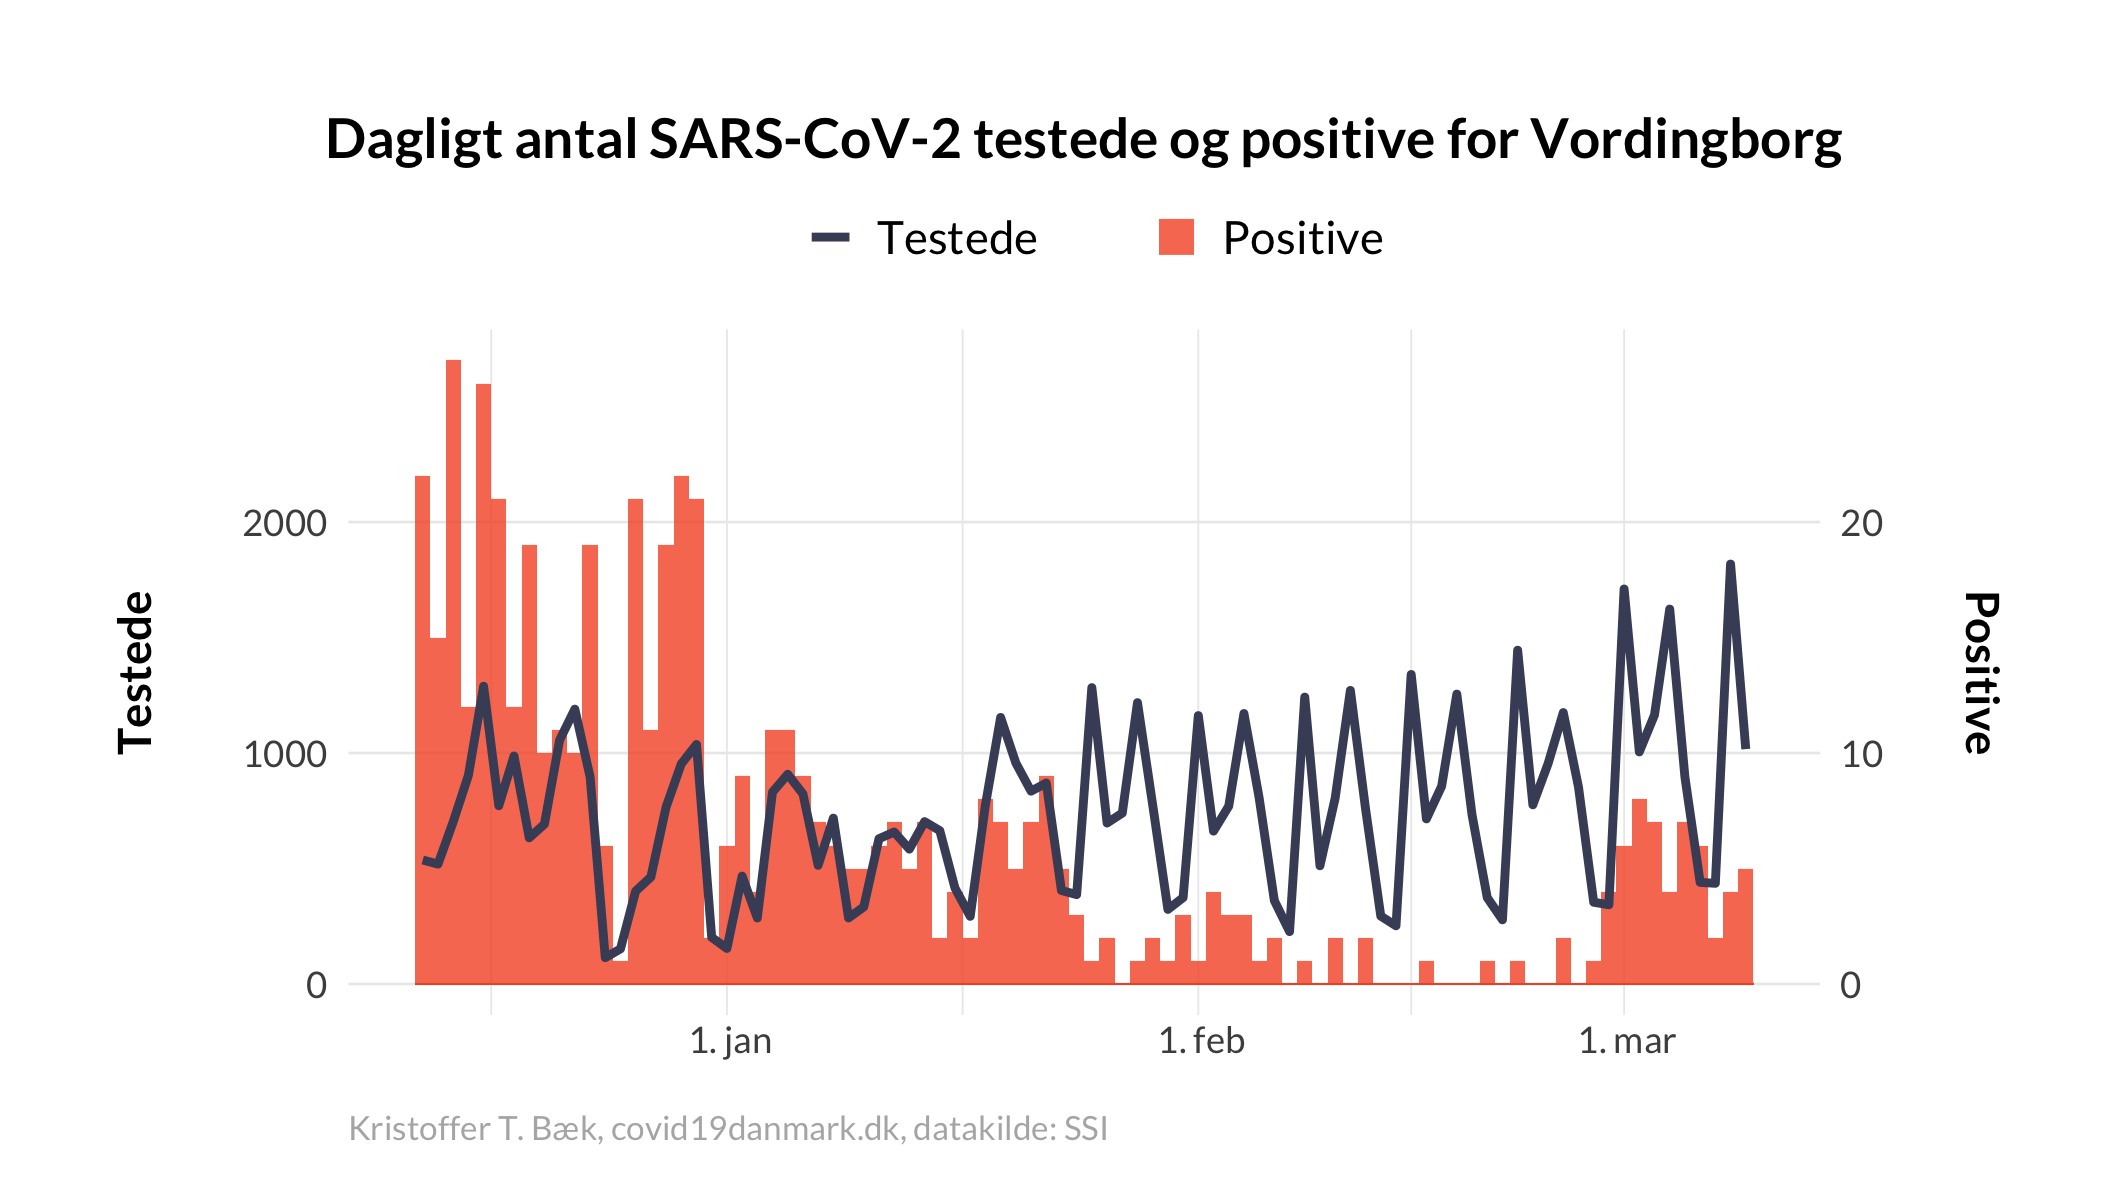 Dagligt antal SARS-CoV-2 testede og positive for Vordingborg
Testede Positive
2000 20
Testede Positive
1000 10
0 0
1. jan 1. feb 1. mar
Kristoffer T. Bæk, covid19danmark.dk, datakilde: SSI